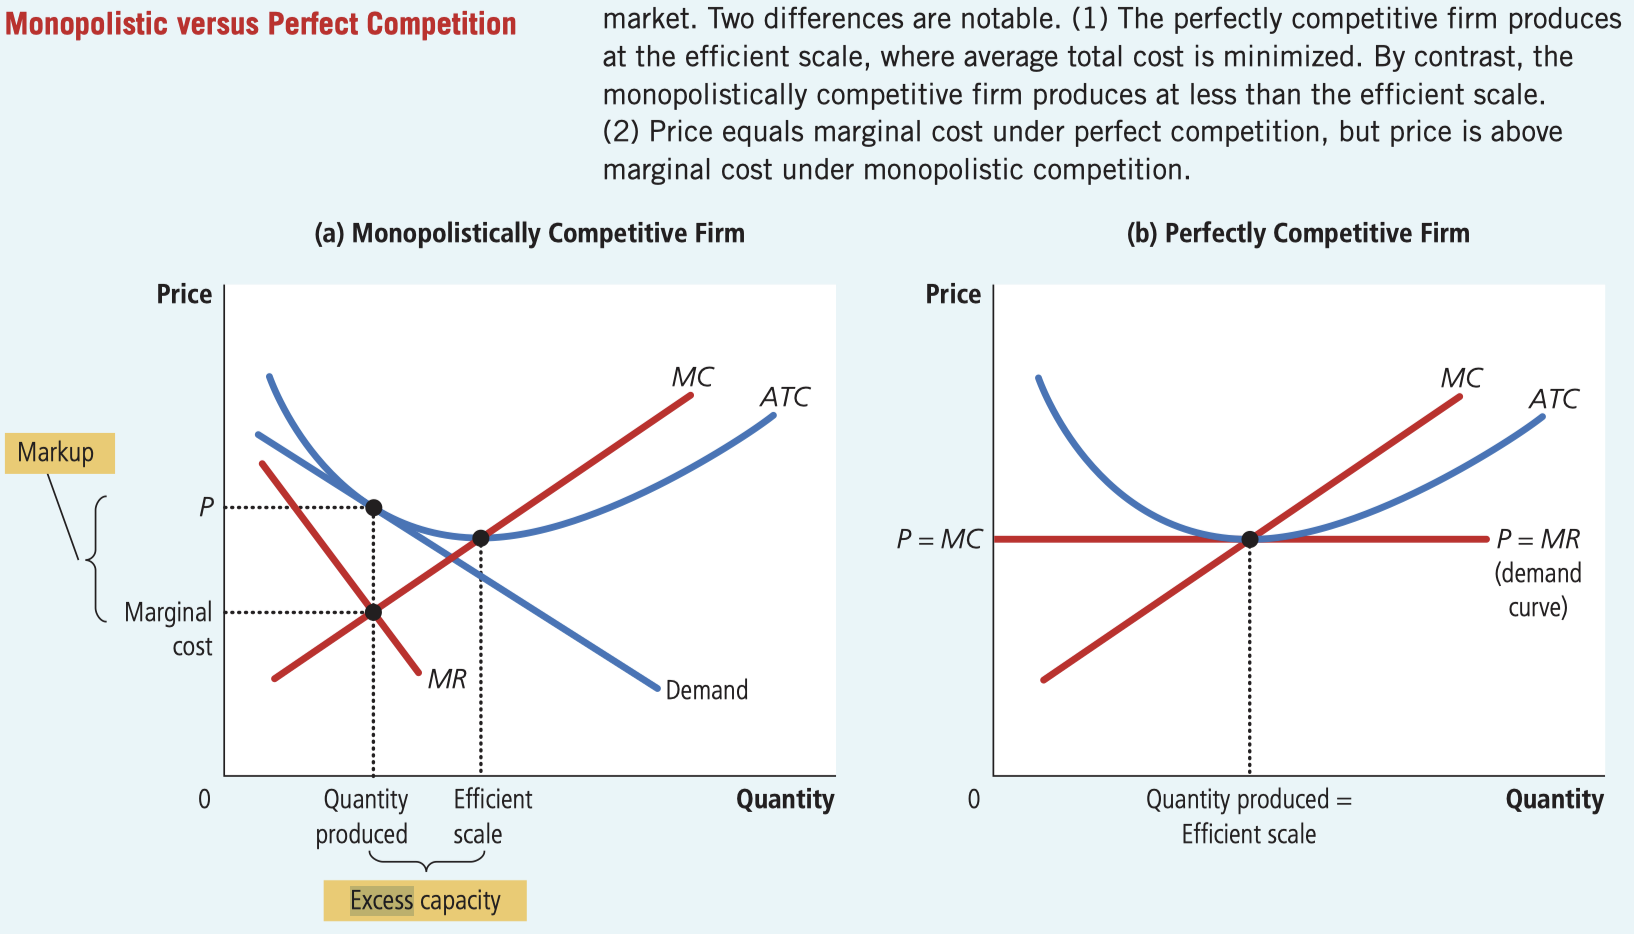 Monopolistic versus Perfect Competition
market. Two differences are notable. (1) The perfectly competitive firm produces
at the efficient scale, where average total cost is minimized. By contrast, the
monopolistically competitive firm produces at less than the efficient scale.
(2) Price equals marginal cost under perfect competition, but price is above
marginal cost under monopolistic competition.
(a) Monopolistically Competitive Firm
Price
MC
ATC
Markup
P
Marginal
cost
MR
Demand
0
Quantity
produced
Efficient
scale
Quantity
Excess capacity
(b) Perfectly Competitive Firm
Price
MC
ATC
P = MC
P = MR
(demand
curve)
0
Quantity produced =
Efficient scale
Quantity